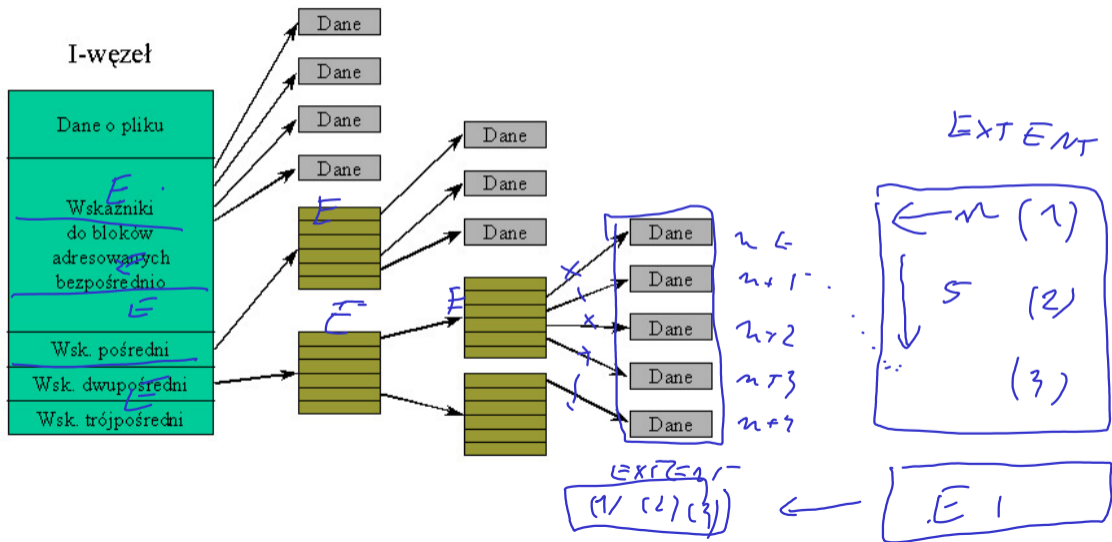 I-węzeł
Dane o pliku
Wskaźniki
do bloków
adresowanych
bezpośrednio
Wsk. pośredni
Wsk. dwupośredni
Wsk. trójpośredni
Dane
Dane
Dane
Dane
Dane
Dane
Dane
Dane
Dane
Dane
Dane
Dane
E
E
E
E
E
E
E
n
n+1
n+2
n+3
EXTENT
n (1)
5 (2)
(3)
EXTENT
(1) (2) (3)
E 1